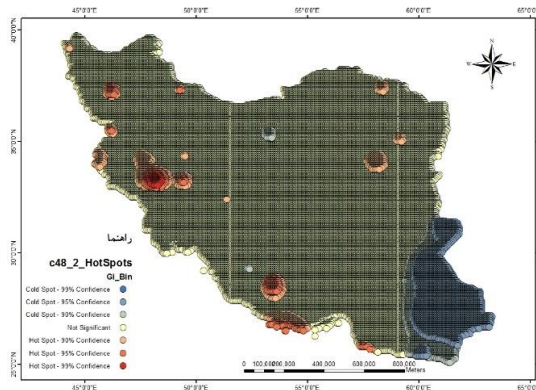 45°0'0"E 50°0'0"E 55°0'0"E 60°0'0"E 65°0'0"E
40°0'0"N
N
W E
S
35°0'0"N
30°0'0"N
25°0'0"N
راهنما
c48_2_HotSpots
Gi_Bin
Cold Spot - 99% Confidence
Cold Spot - 95% Confidence
Cold Spot - 90% Confidence
Not Significant
Hot Spot - 90% Confidence
Hot Spot - 95% Confidence
Hot Spot - 99% Confidence
400,000 600,000 800,000
Meters
45°0'0"E 50°0'0"E 55°0'0"E 60°0'0"E 65°0'0"E